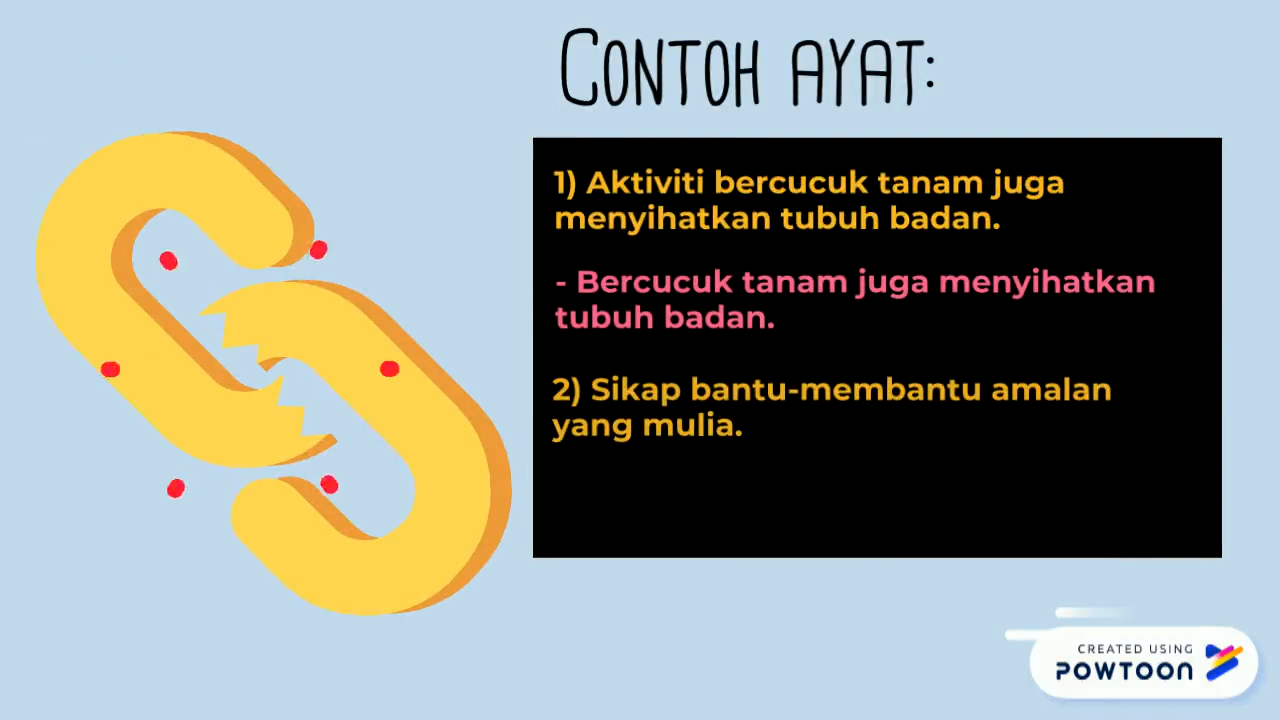 CONTOH AYAT:
1) Aktiviti bercucuk tanam juga
menyihatkan tubuh badan.
- Bercucuk tanam juga menyihatkan
tubuh badan.
2) Sikap bantu-membantu amalan
yang mulia.
CREATED USING
POWTOON